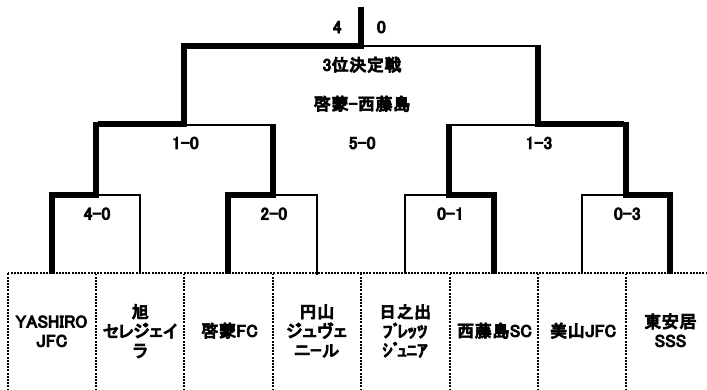 4 0
3位決定戦
啓蒙-西藤島
1-0 5-0 1-3
4-0 2-0 0-1 0-3
YASHIRO
JFC
旭
セレジェイ
ラ
啓蒙FC
円山
ジュヴェ
ニール
日之出
ブレッツ
ジュニア
西藤島SC
美山JFC
東安居
SSS